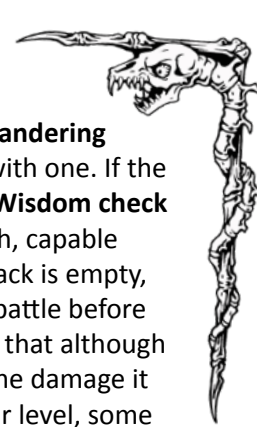 andering
with one. If the
Wisdom check
h, capable
ack is empty,
battle before
that although
he damage it
r level, some